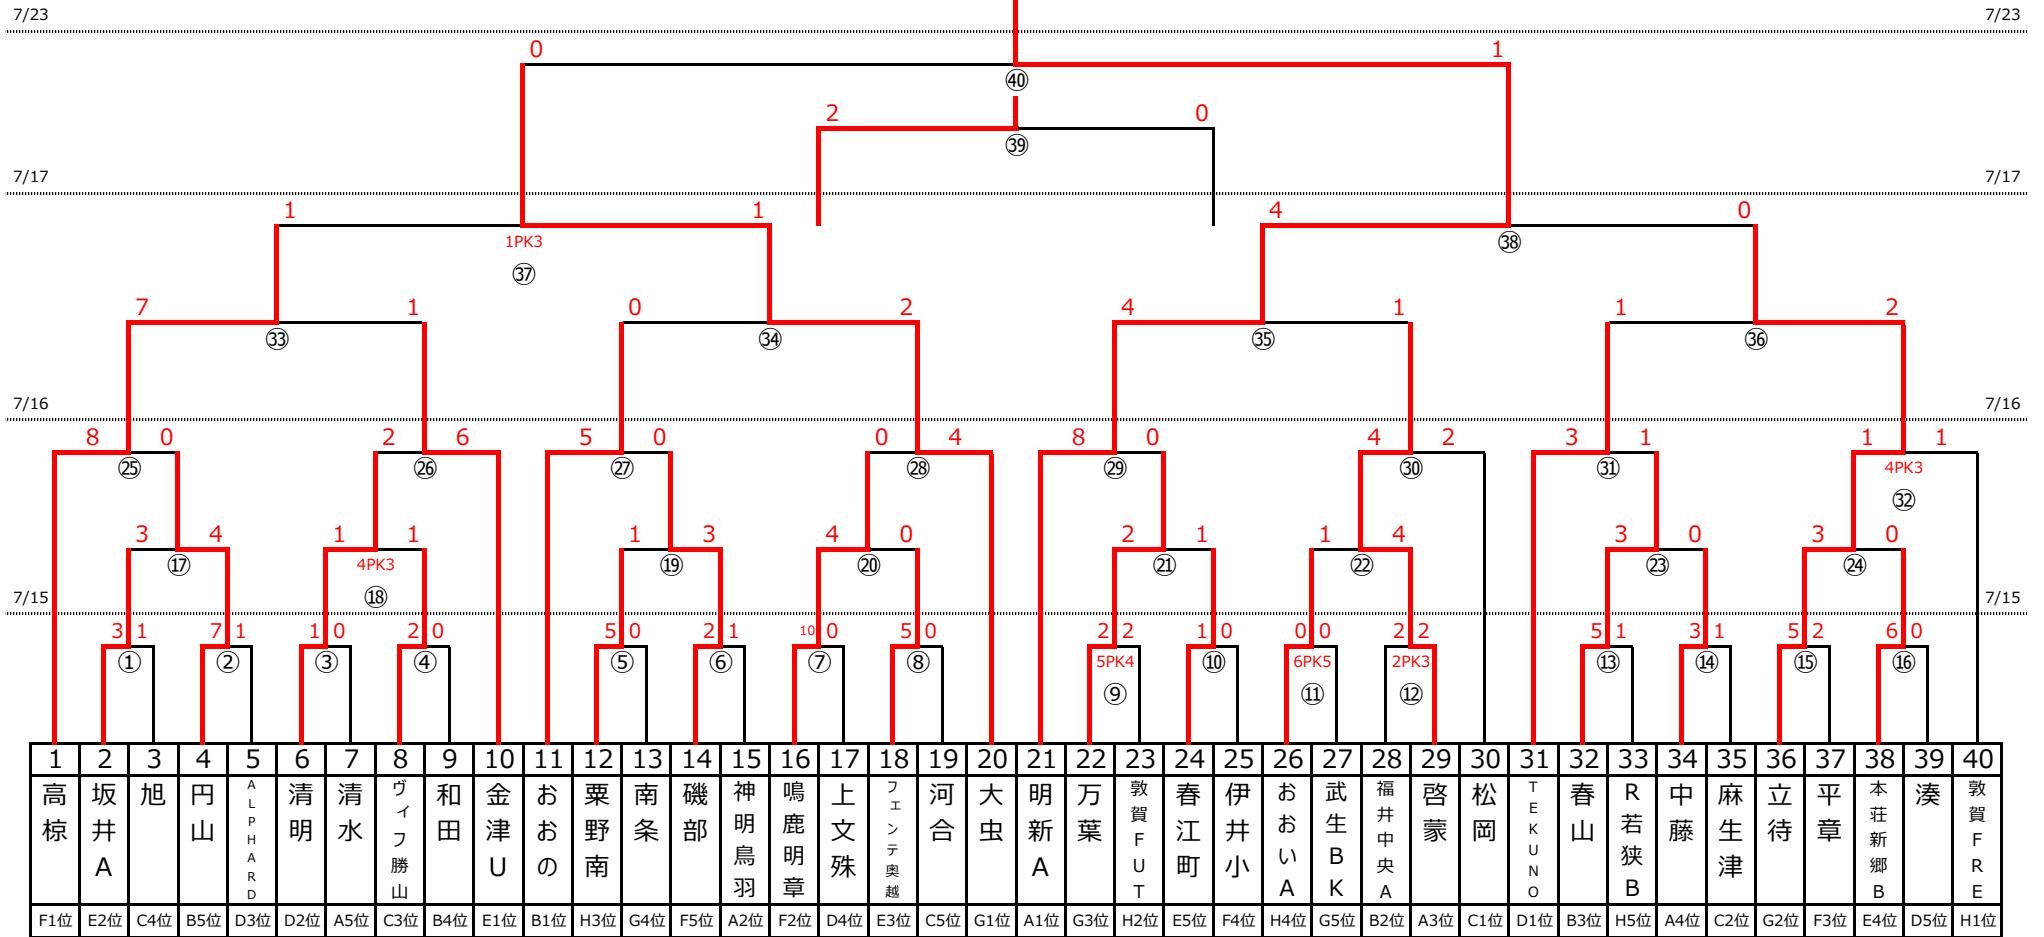 7/23 7/23
0 1
㊵
2 0
㊴
7/17 7/17
1 1 4 0
1PK3 ㊳
㊲
7 1 0 2 4 1 1 2
㉝ ㉞ ㉟ ㊱
7/16 7/16
8 0 2 6 5 0 0 4 8 0 4 2 3 1 1 1
㉕ ㉖ ㉗ ㉘ ㉙ ㉚ ㉛ 4PK3
㉜
3 4 1 1 1 3 4 0 2 1 1 4 3 0 3 0
⑰ 4PK3 ⑲ ⑳ ㉑ ㉒ ㉓ ㉔
⑱
7/15 7/15
3 1 7 1 1 0 2 0 5 0 2 1 10 0 5 0 2 2 1 0 0 0 2 2 5 1 3 1 5 2 6 0
① ② ③ ④ ⑤ ⑥ ⑦ ⑧ 5PK4 ⑩ 6PK5 2PK3 ⑬ ⑭ ⑮ ⑯
⑨ ⑪ ⑫
1 2 3 4 5 6 7 8 9 10 11 12 13 14 15 16 17 18 19 20 21 22 23 24 25 26 27 28 29 30 31 32 33 34 35 36 37 38 39 40
高椋
坂井A
旭
円山
ALPHARD
清明
清水
ヴィフ勝山
和田
金津U
おおの
粟野南
南条
磯部
神明鳥羽
鳴鹿明章
上文殊
フェンテ奥越
河合
大虫
明新A
万葉
敦賀FUT
春江町
伊井小
おおいA
武生BK
福井中央A
啓蒙
松岡
TEKUNO
春山
R若狭B
中藤
麻生津
立待
平章
本荘新郷B
湊
敦賀FRE
F1位 E2位 C4位 B5位 D3位 D2位 A5位 C3位 B4位 E1位 B1位 H3位 G4位 F5位 A2位 F2位 D4位 E3位 C5位 G1位 A1位 G3位 H2位 E5位 F4位 H4位 G5位 B2位 A3位 C1位 D1位 B3位 H5位 A4位 C2位 G2位 F3位 E4位 D5位 H1位